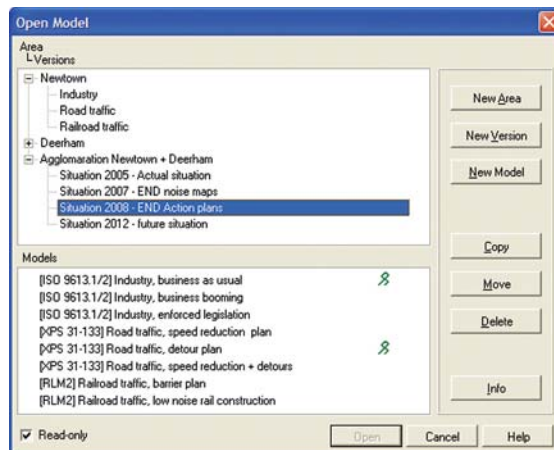 Open Model
Area
Versions
Newtown
Industry
Road traffic
Railroad traffic
Deerham
Agglomaration Newtown + Deerham
Situation 2005 - Actual situation
Situation 2007 - END noise maps
Situation 2008 - END Action plans
Situation 2012 - future situation
New Area
New Version
New Model
Copy
Move
Delete
Info
Models
[ISO 9613.1/2] Industry, business as usual
[ISO 9613.1/2] Industry, business booming
[ISO 9613.1/2] Industry, enforced legislation
[XPS 31-133] Road traffic, speed reduction plan
[XPS 31-133] Road traffic, detour plan
[XPS 31-133] Road traffic, speed reduction + detours
[RLM2] Railroad traffic, barrier plan
[RLM2] Railroad traffic, low noise rail construction
Read-only
Open
Cancel
Help